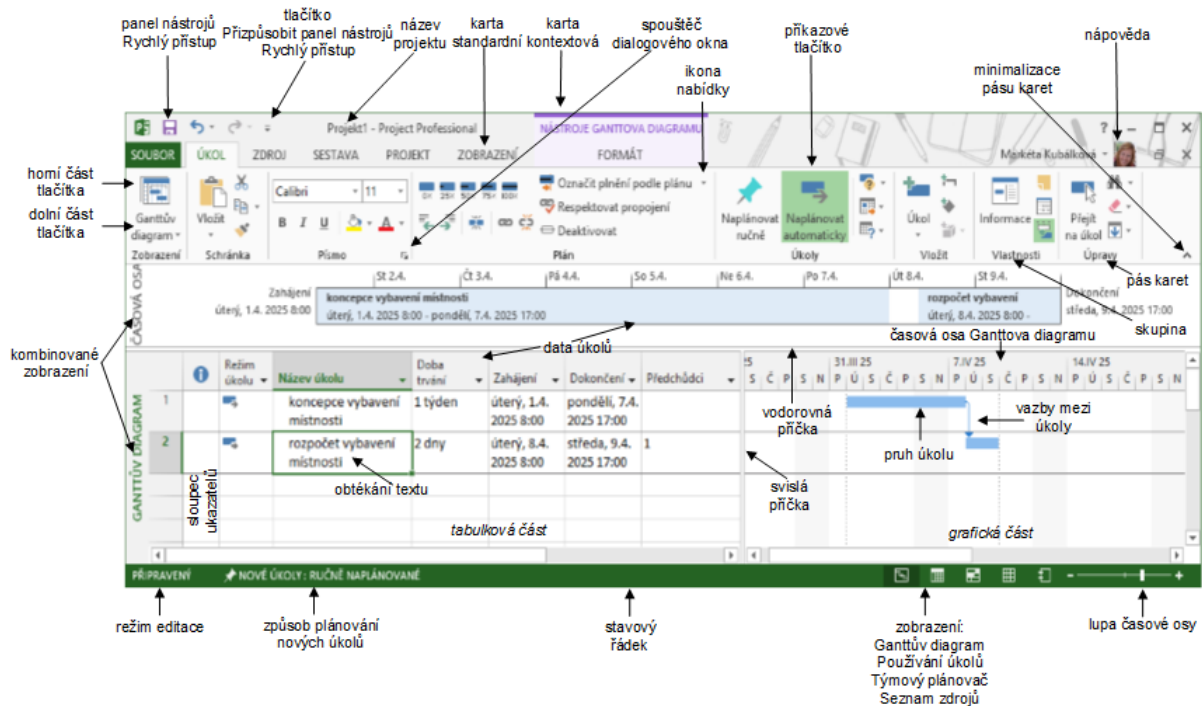 panel nástrojů
Rychlý přístup
tlačítko
Přizpůsobit panel nástrojů
Rychlý přístup
název
projektu
karta
standardní
karta
kontextová
spouštěč
dialogového okna
ikona
nabídky
příkazové
tlačítko
minimalizace
pásu karet
nápověda
Projekt1 - Project Professional
NÁSTROJE GANTTOVA DIAGRAMU
?
SOUBOR ÚKOL ZDROJ SESTAVA PROJEKT ZOBRAZENÍ FORMÁT
Markéta Kubálková
horní část
tlačítka
dolní část
tlačítka
Ganttův
diagram
Vložit
Calibri 11
B I U A
0% 25% 50% 75% 100%
Označit plnění podle plánu
Respektovat propojení
Deaktivovat
Naplánovat
ručně
Naplánovat
automaticky
Úkol
Informace
Přejít
na úkol
Zobrazení Schránka Písmo Plán Úkoly Vložit Vlastnosti Úpravy
pás karet
skupina
ČASOVÁ OSA
St 2.4. Čt 3.4. Pá 4.4. So 5.4. Ne 6.4. Po 7.4. Út 8.4. St 9.4.
Zahájení
úterý, 1.4. 2025 8:00
koncepce vybavení místnosti
úterý, 1.4. 2025 8:00 - pondělí, 7.4. 2025 17:00
rozpočet vybavení
úterý, 8.4. 2025 8:00 -
Dokončení
středa, 9.4. 2025 17:00
kombinované
zobrazení
data úkolů
časová osa Ganttova diagramu
GANTTŮV DIAGRAM
Režim
úkolu
Název úkolu
Doba
trvání
Zahájení
Dokončení
Předchůdci
25 31.III 25 7.IV 25 14.IV 25
S Č P S N P Ú S Č P S N P Ú S Č P S N P Ú S Č P S N
1
koncepce vybavení
místnosti
1 týden
úterý, 1.4.
2025 8:00
pondělí, 7.4.
2025 17:00
2
rozpočet vybavení
místnosti
2 dny
úterý, 8.4.
2025 8:00
středa, 9.4.
2025 17:00
1
vodorovná
příčka
pruh úkolu
vazby mezi
úkoly
svislá
příčka
obtékání textu
sloupec
ukazatelů
tabulková část
grafická část
PŘIPRAVENÝ
NOVÉ ÚKOLY : RUČNĚ NAPLÁNOVANÉ
režim editace
způsob plánování
nových úkolů
stavový
řádek
zobrazení:
Ganttův diagram
Používání úkolů
Týmový plánovač
Seznam zdrojů
lupa časové osy